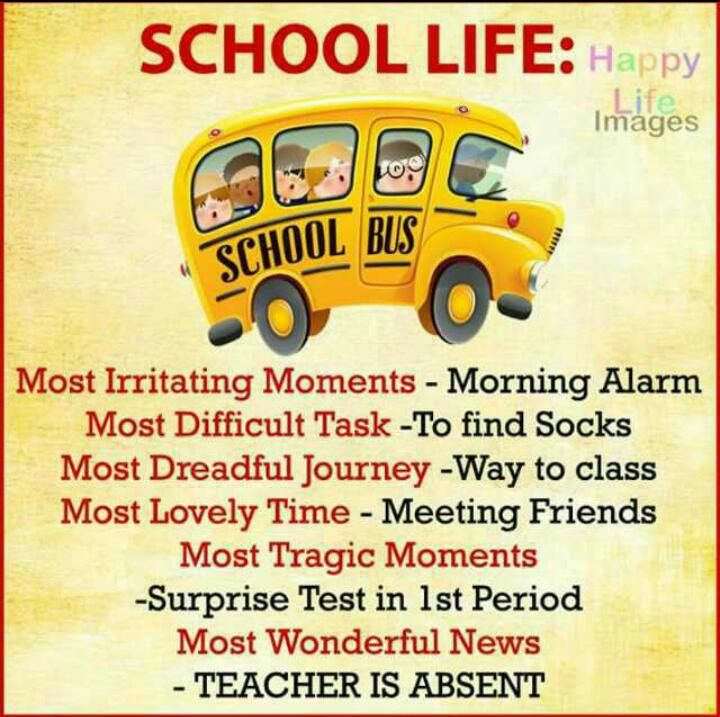 SCHOOL LIFE:
Happy
Life
Images
SCHOOL BUS
Most Irritating Moments - Morning Alarm
Most Difficult Task -To find Socks
Most Dreadful Journey -Way to class
Most Lovely Time - Meeting Friends
Most Tragic Moments
-Surprise Test in 1st Period
Most Wonderful News
- TEACHER IS ABSENT